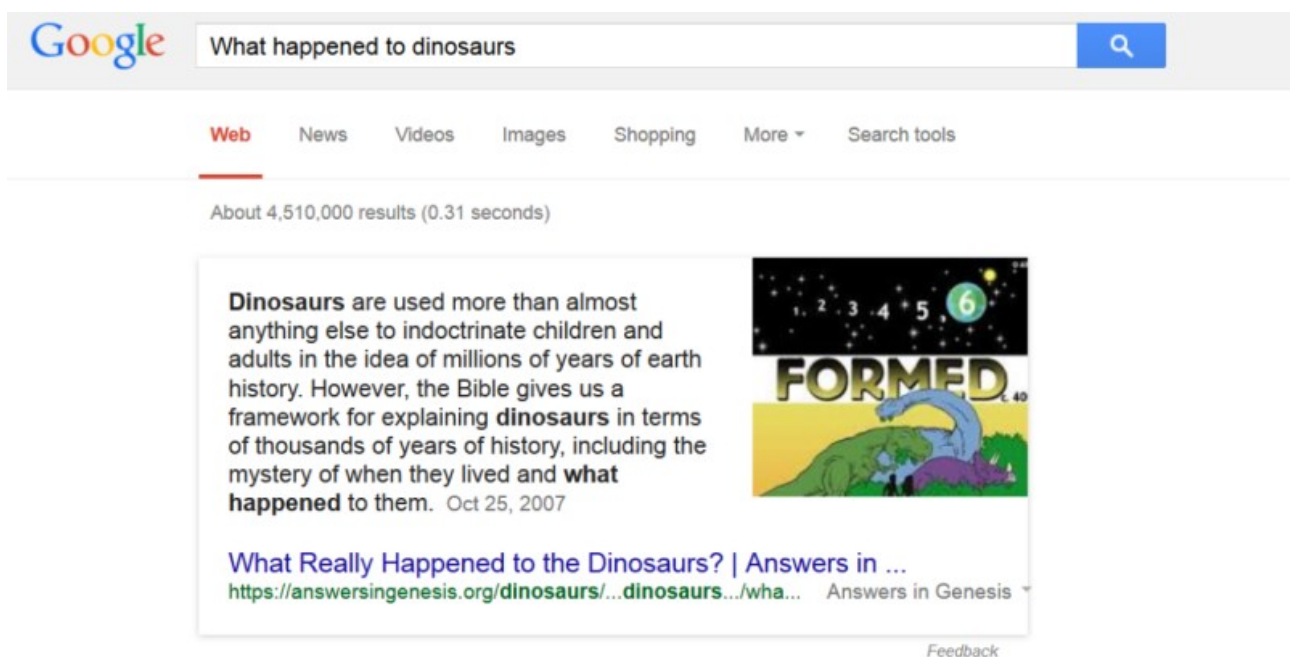 Google
What happened to dinosaurs
Web News Videos Images Shopping More Search tools
About 4,510,000 results (0.31 seconds)
Dinosaurs are used more than almost
anything else to indoctrinate children and
adults in the idea of millions of years of earth
history. However, the Bible gives us a
framework for explaining dinosaurs in terms
of thousands of years of history, including the
mystery of when they lived and what
happened to them. Oct 25, 2007
1. 2 3 4 5 6
FORMED
What Really Happened to the Dinosaurs? | Answers in ...
https://answersingenesis.org/dinosaurs/...dinosaurs.../wha... Answers in Genesis
Feedback